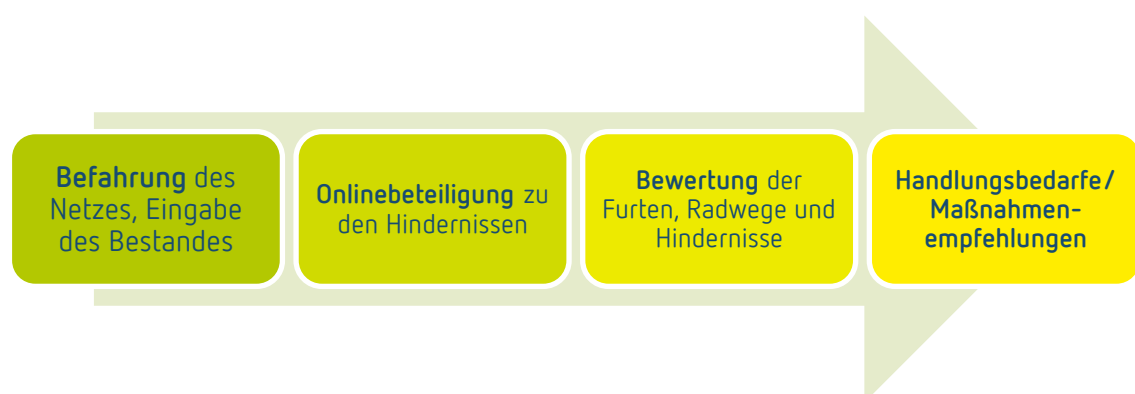 Befahrung des
Netzes, Eingabe
des Bestandes
Onlinebeteiligung zu
den Hindernissen
Bewertung der
Furten, Radwege und
Hindernisse
Handlungsbedarfe/
Maßnahmen-
empfehlungen